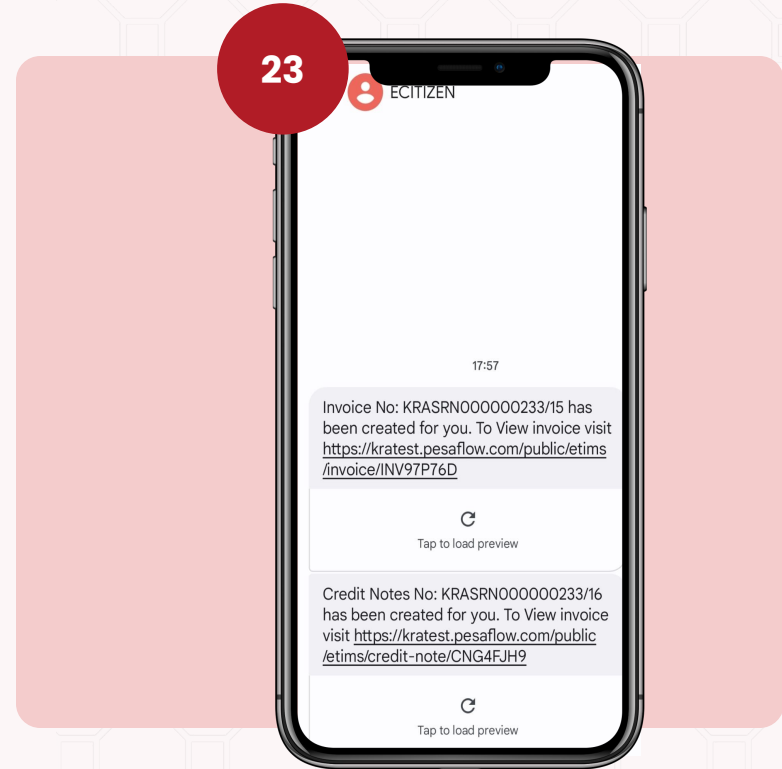 23
ECITIZEN
17:57
Invoice No: KRASRN000000233/15 has
been created for you. To View invoice visit
https://kratest.pesaflow.com/public/etims
/invoice/INV97P76D
Tap to load preview
Credit Notes No: KRASRN000000233/16
has been created for you. To View invoice
visit https://kratest.pesaflow.com/public
/etims/credit-note/CNG4FJH9
Tap to load preview